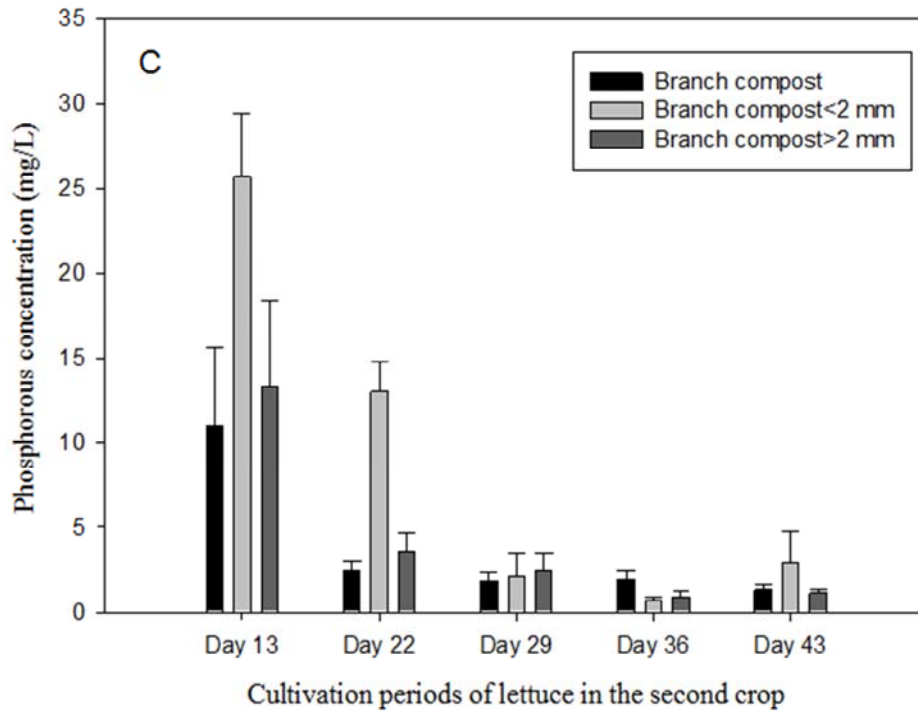 C
Branch compost
Branch compost<2 mm
Branch compost>2 mm
Phosphorous concentration (mg/L)
35
30
25
20
15
10
5
0
Day 13 Day 22 Day 29 Day 36 Day 43
Cultivation periods of lettuce in the second crop